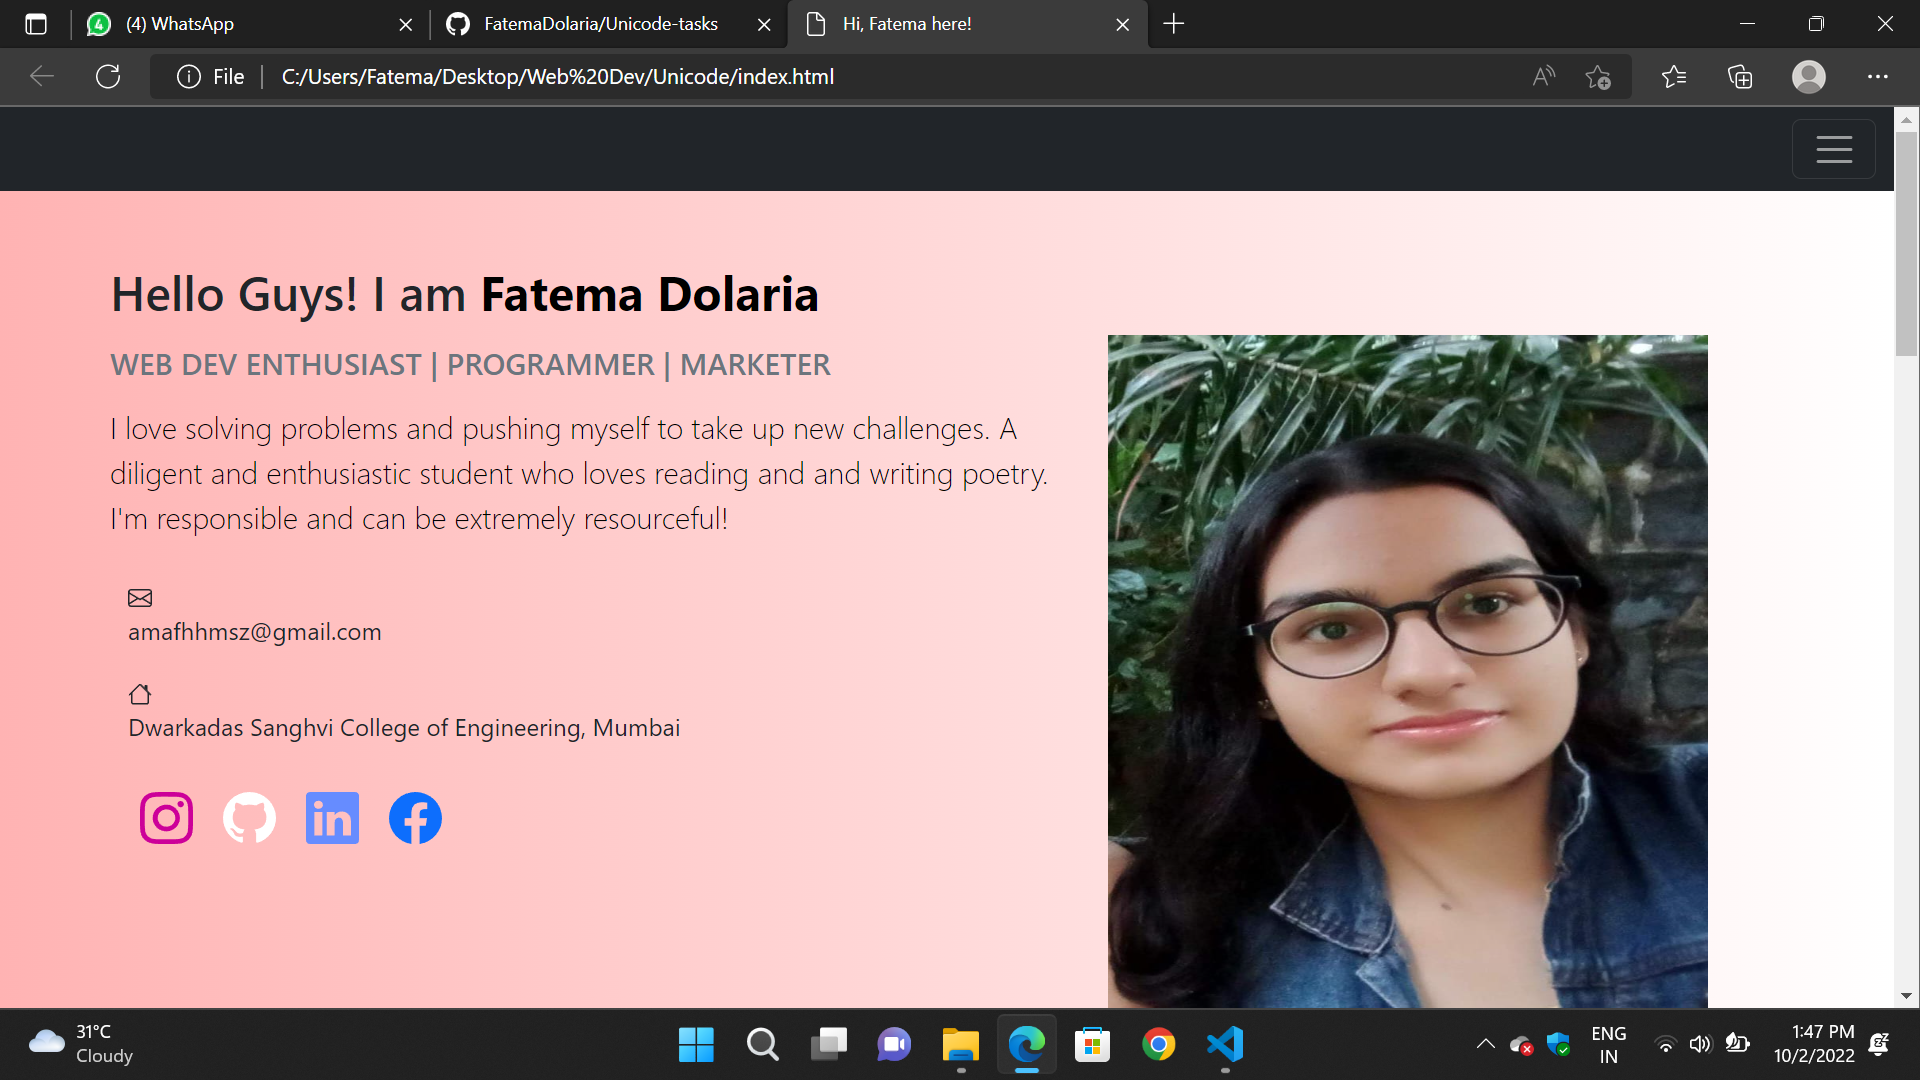 4 (4) WhatsApp
FatemaDolaria/Unicode-tasks
Hi, Fatema here!
File C:/Users/Fatema/Desktop/Web%20Dev/Unicode/index.html
Hello Guys! I am Fatema Dolaria
WEB DEV ENTHUSIAST | PROGRAMMER | MARKETER
I love solving problems and pushing myself to take up new challenges. A
diligent and enthusiastic student who loves reading and and writing poetry.
I'm responsible and can be extremely resourceful!
amafhhmsz@gmail.com
Dwarkadas Sanghvi College of Engineering, Mumbai
in
31°C
Cloudy
ENG
IN
1:47 PM
10/2/2022